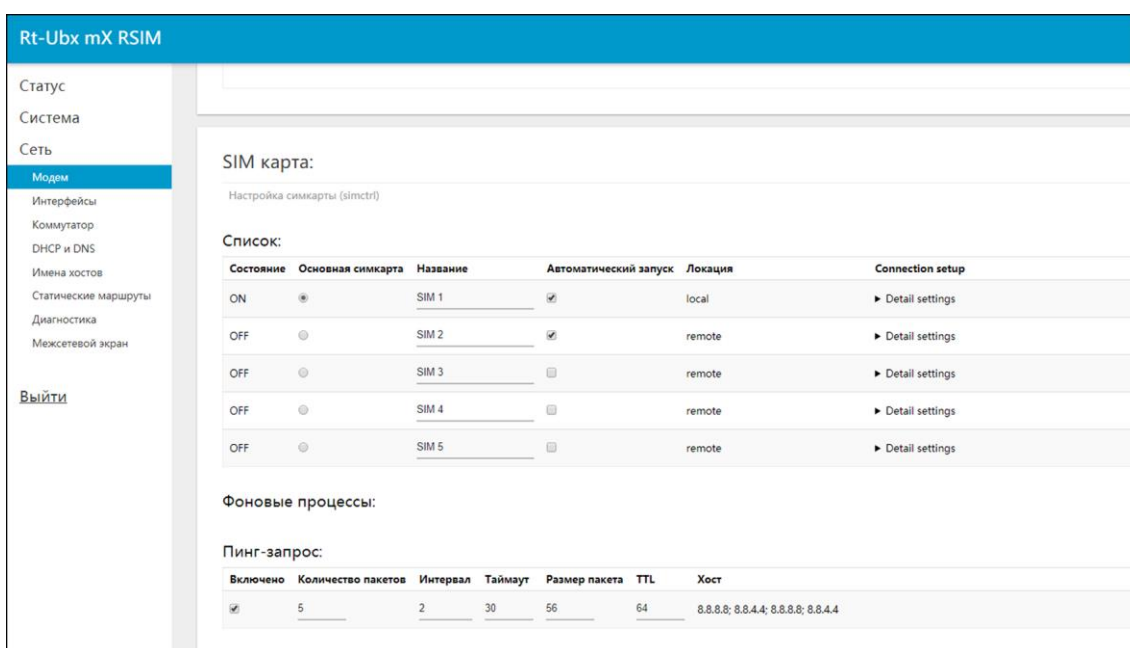 Rt-Ubx mX RSIM
Статус
Система
Сеть
Модем
Интерфейсы
Коммутатор
DHCP и DNS
Имена хостов
Статические маршруты
Диагностика
Межсетевой экран
Выйти
SIM карта:
Настройка симкарты (simctrl)
Список:
Состояние Основная симкарта Название Автоматический запуск Локация Connection setup
ON SIM 1 local ► Detail settings
OFF SIM 2 remote ► Detail settings
OFF SIM 3 remote ► Detail settings
OFF SIM 4 remote ► Detail settings
OFF SIM 5 remote ► Detail settings
Фоновые процессы:
Пинг-запрос:
Включено Количество пакетов Интервал Таймаут Размер пакета TTL Хост
5 2 30 56 64 8.8.8.8; 8.8.4.4; 8.8.8.8; 8.8.4.4